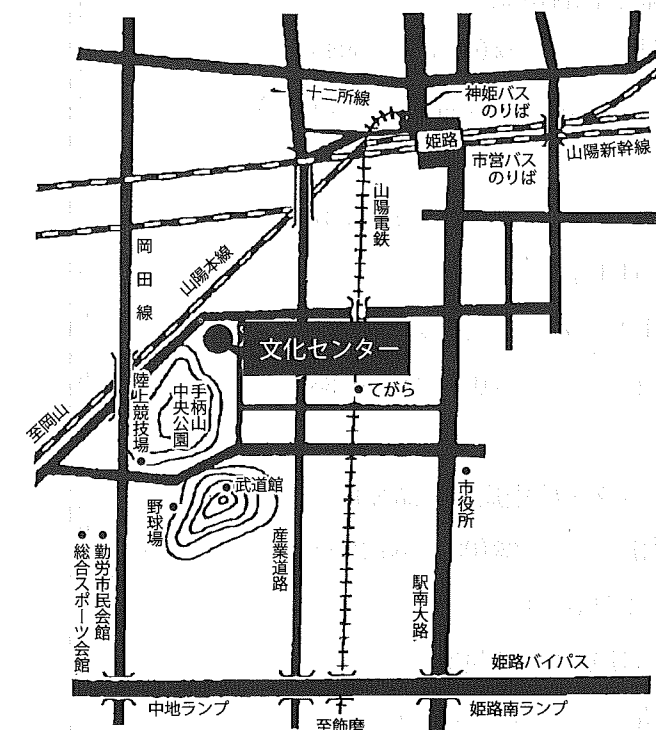 十二所線
神姫バス
のりば
姫路
市営バス
のりば
山陽新幹線
山陽電鉄
岡田線
山陽本線
文化センター
てがら
陸上競技場
手柄山
中央公園
至岡山
武道館
野球場
市役所
産業道路
勤労市民会館
総合スポーツ会館
駅南大路
姫路バイパス
中地ランプ
至飾磨
姫路南ランプ